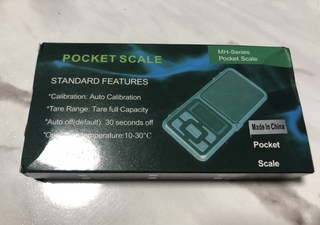 POCKET SCALE
MH-Series
Pocket Scale
STANDARD FEATURES
*Calibration: Auto Calibration
*Tare Range: Tare full Capacity
*Auto off(default). 30 seconds off
*Operating temperature:10-30°C
Made In China
Pocket
Scale